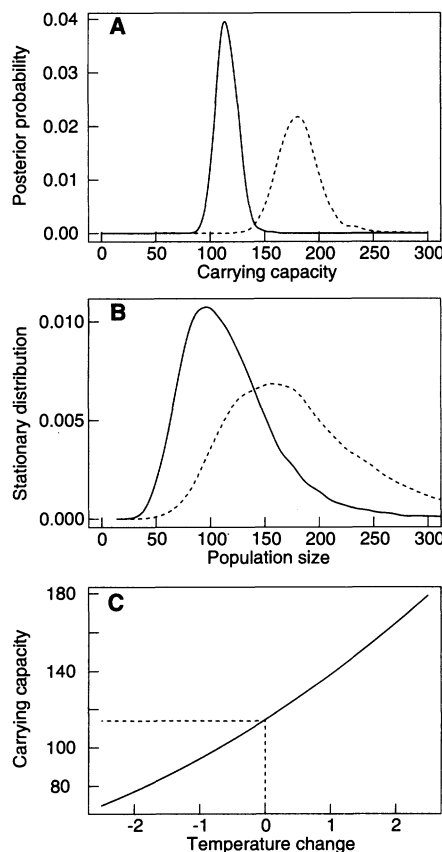 A
Posterior probability
0.04
0.03
0.02
0.01
0.00
0 50 100 150 200 250 300
Carrying capacity
B
Stationary distribution
0.010
0.005
0.000
0 50 100 150 200 250 300
Population size
C
Carrying capacity
180
140
100
80
-2 -1 0 1 2
Temperature change